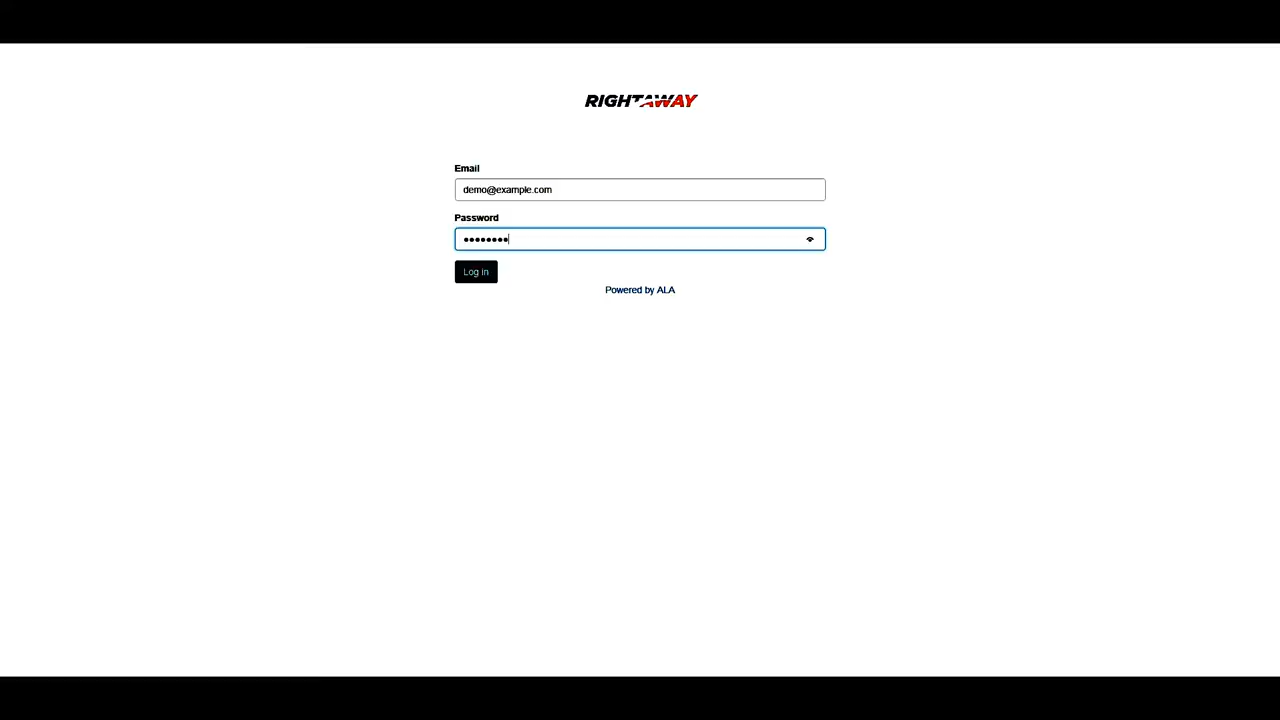 RIGHTAWAY
Email
demo@example.com
Password
••••••••
Log in
Powered by ALA